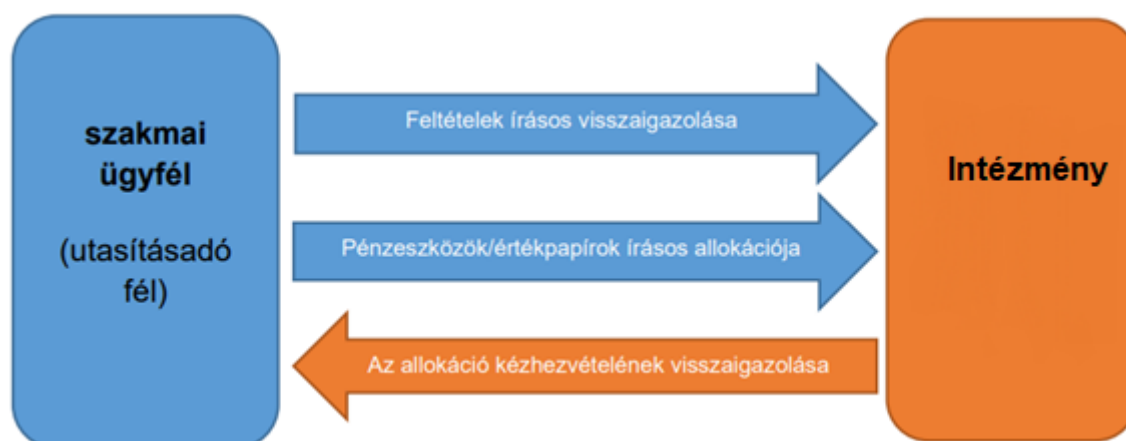 szakmai
ügyfél
(utasításadó
fél)
Feltételek írásos visszaigazolása
Pénzeszközök/értékpapírok írásos allokációja
Az allokáció kézhezvételének visszaigazolása
Intézmény